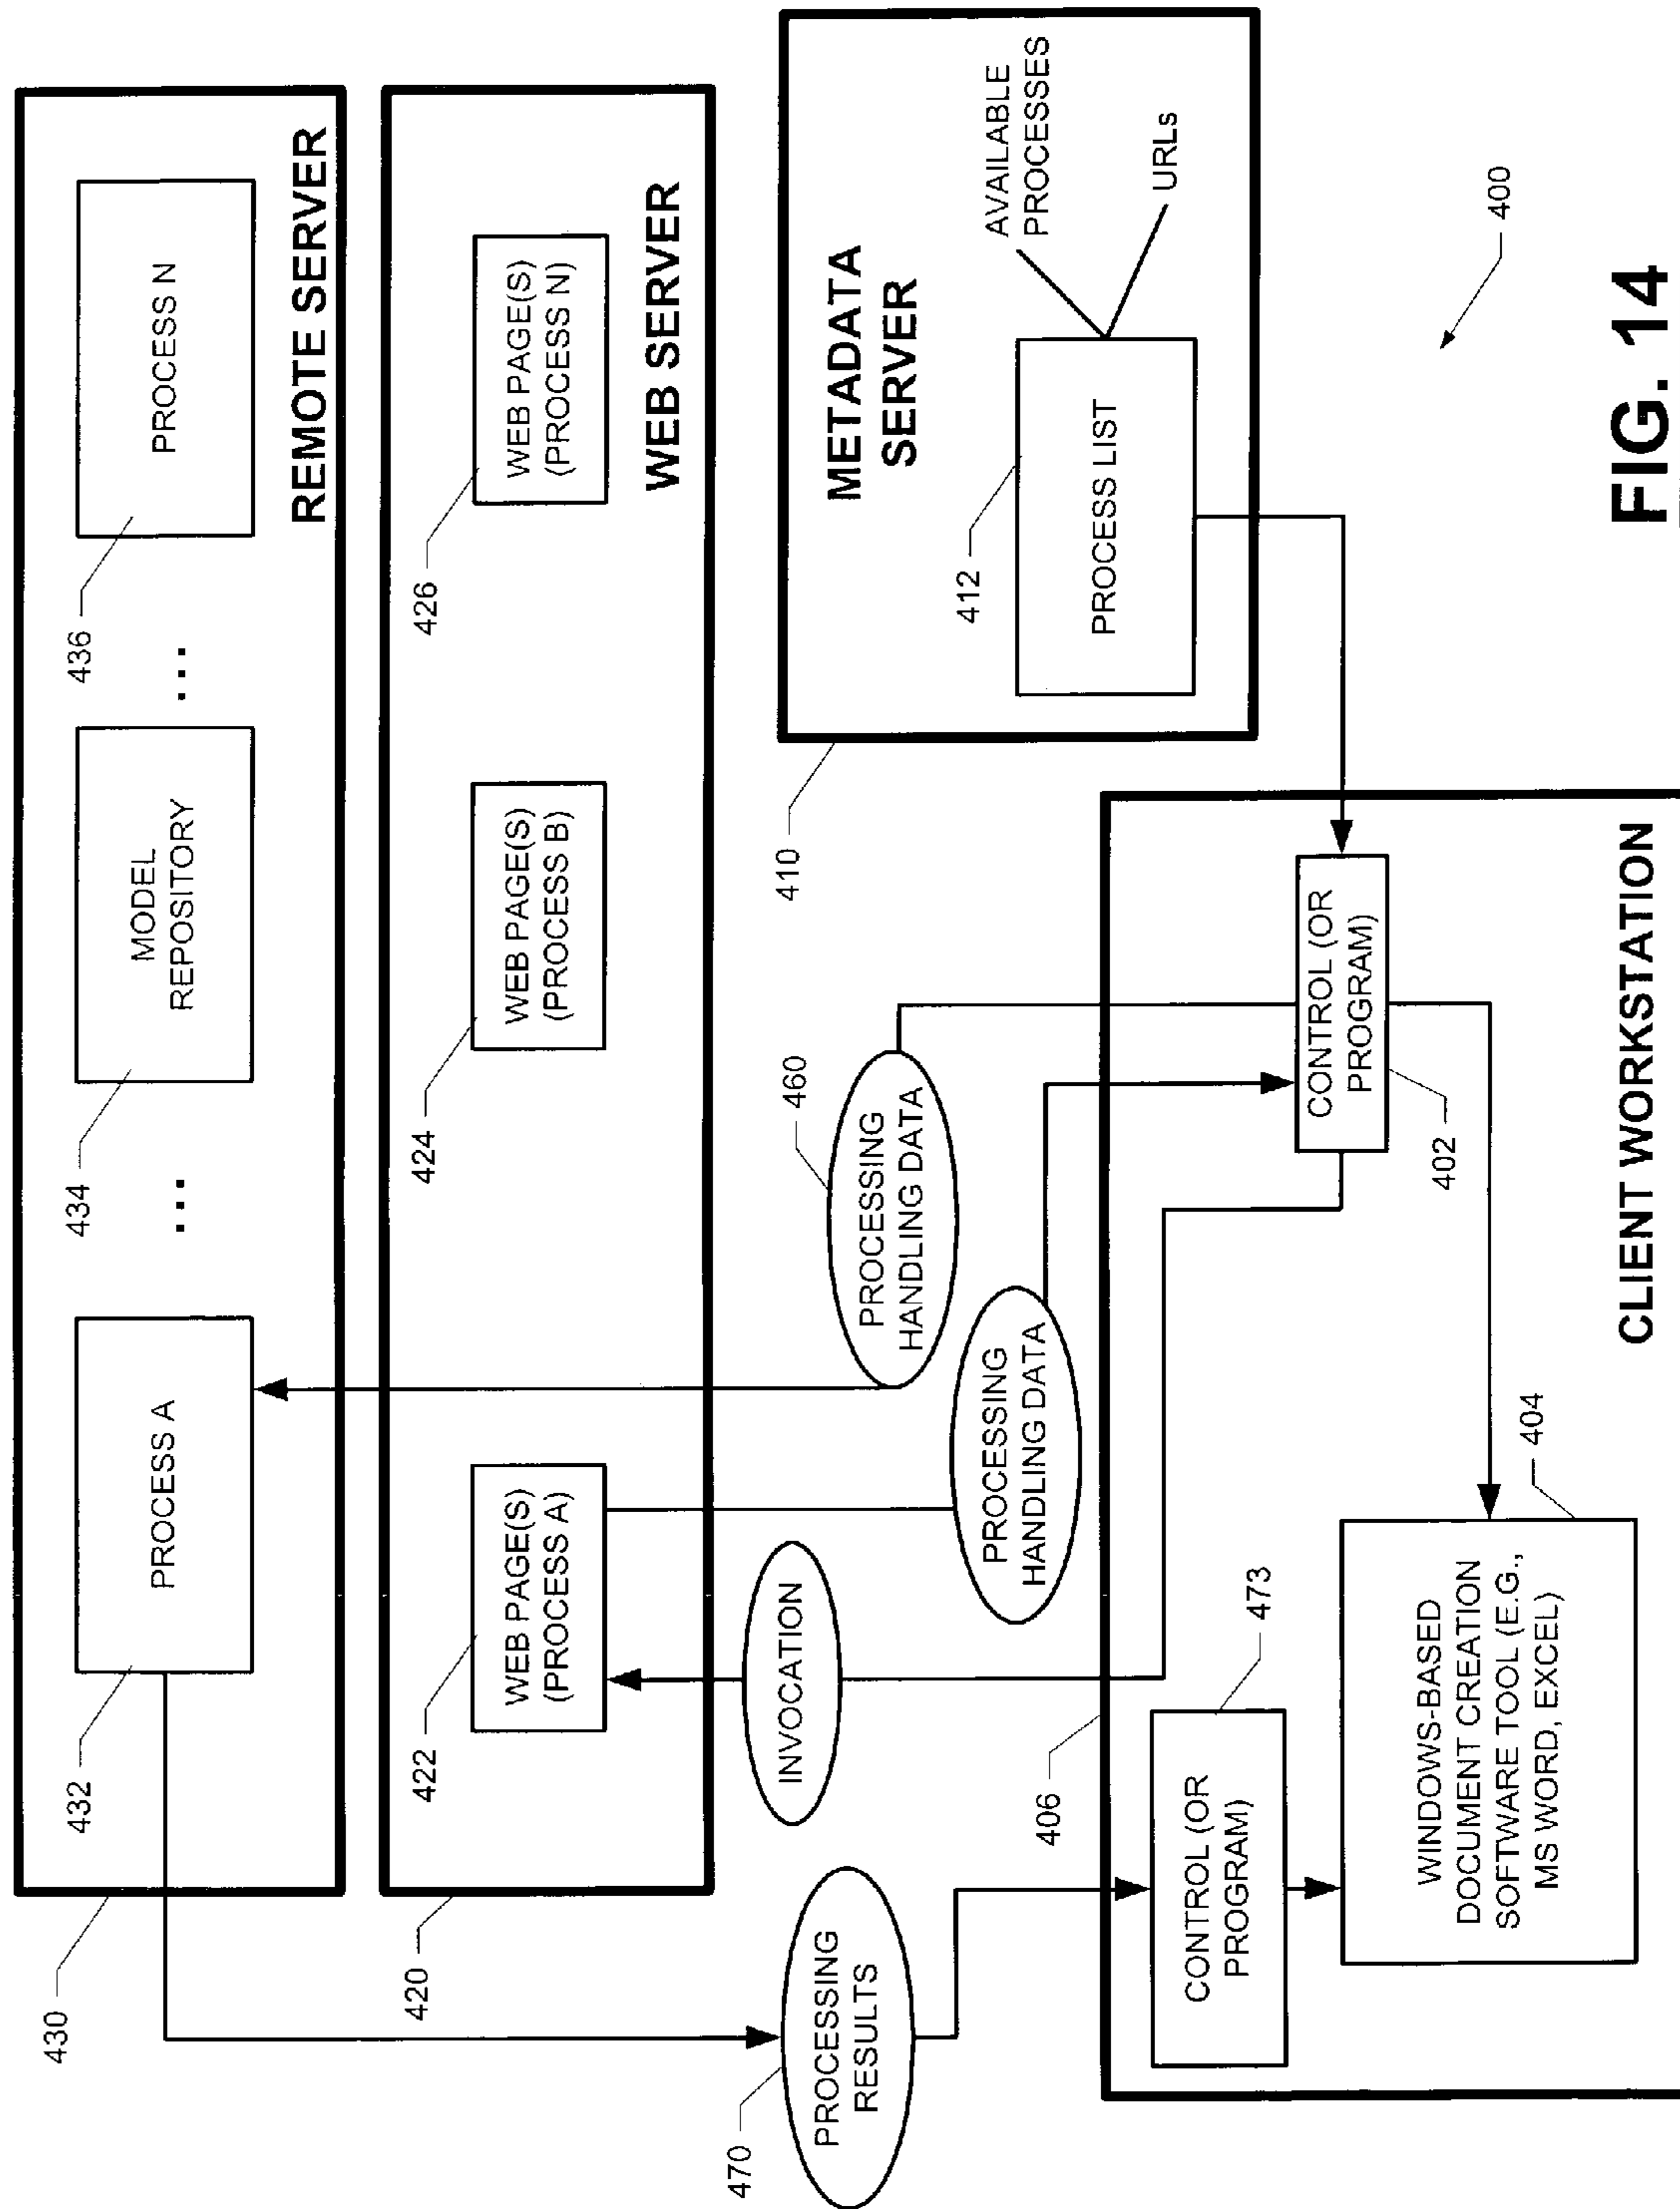 430
432
PROCESS A
...
434
MODEL
REPOSITORY
...
436
PROCESS N
REMOTE SERVER
420
422
WEB PAGE(S)
(PROCESS A)
424
WEB PAGE(S)
(PROCESS B)
426
WEB PAGE(S)
(PROCESS N)
WEB SERVER
470
PROCESSING
RESULTS
INVOCATION
PROCESSING
HANDLING DATA
460
PROCESSING
HANDLING DATA
410
METADATA
SERVER
412
PROCESS LIST
AVAILABLE
PROCESSES
URLs
406
CONTROL (OR
PROGRAM)
473
CONTROL (OR
PROGRAM)
402
WINDOWS-BASED
DOCUMENT CREATION
SOFTWARE TOOL (E.G.,
MS WORD, EXCEL)
404
CLIENT WORKSTATION
400
FIG. 14